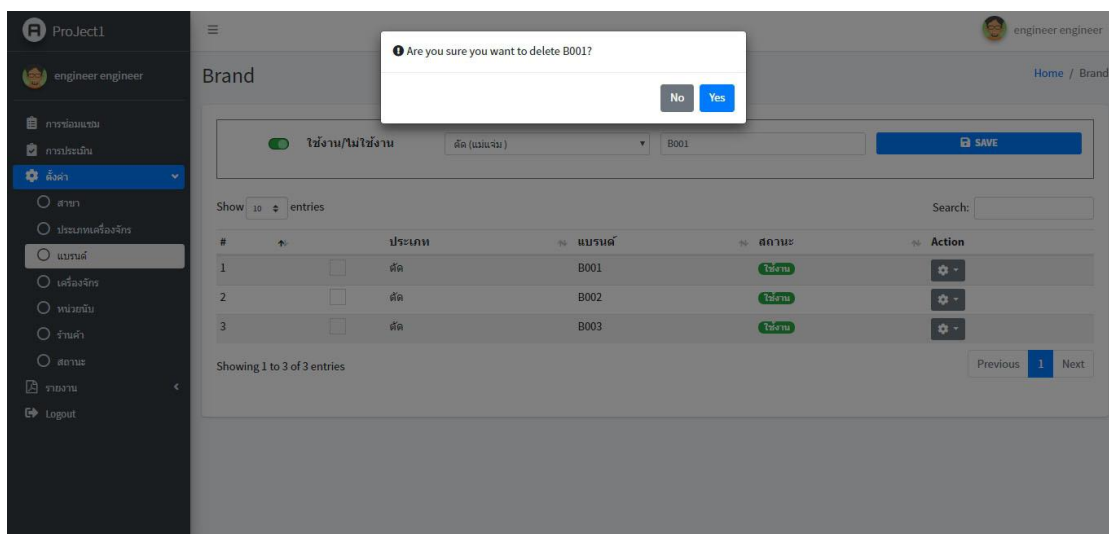 ProJect1
engineer engineer
Are you sure you want to delete B001?
No Yes
engineer engineer
Brand
Home / Brand
การซ่อมแซม
การประเมิน
ตั้งค่า
สาขา
ประเภทเครื่องจักร
แบรนด์
เครื่องจักร
หน่วยนับ
ร้านค้า
สถานะ
รายงาน
Logout
ใช้งาน/ไม่ใช้งาน ตัด (แม่แจ่ม) B001 SAVE
Show 10 entries Search:
# ประเภท แบรนด์ สถานะ Action
1 ตัด B001 ใช้งาน
2 ตัด B002 ใช้งาน
3 ตัด B003 ใช้งาน
Showing 1 to 3 of 3 entries
Previous 1 Next